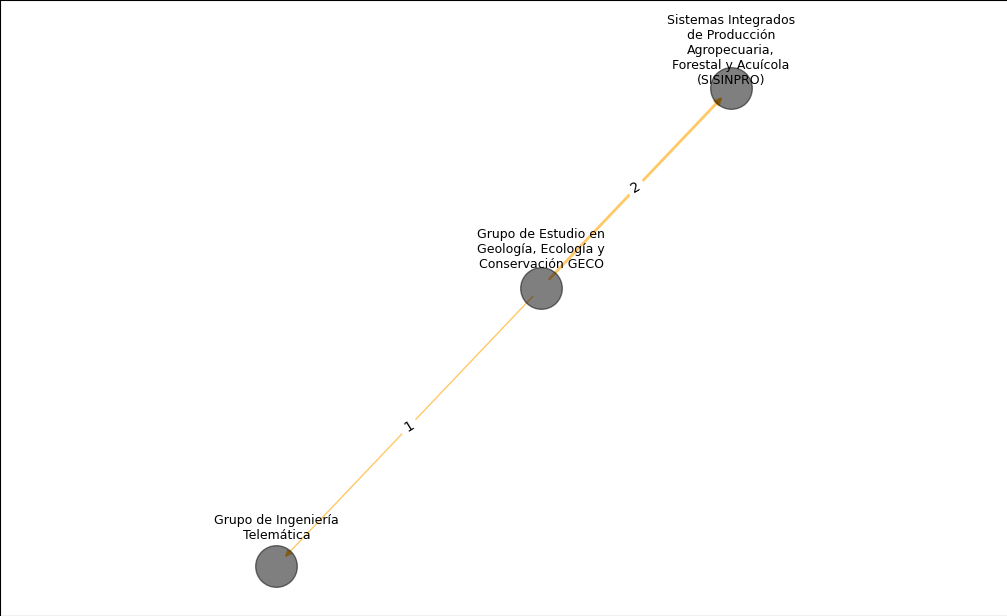 Sistemas Integrados
de Producción
Agropecuaria,
Forestal y Acuícola
(SISINPRO)
2
Grupo de Estudio en
Geología, Ecología y
Conservación GECO
1
Grupo de Ingeniería
Telemática